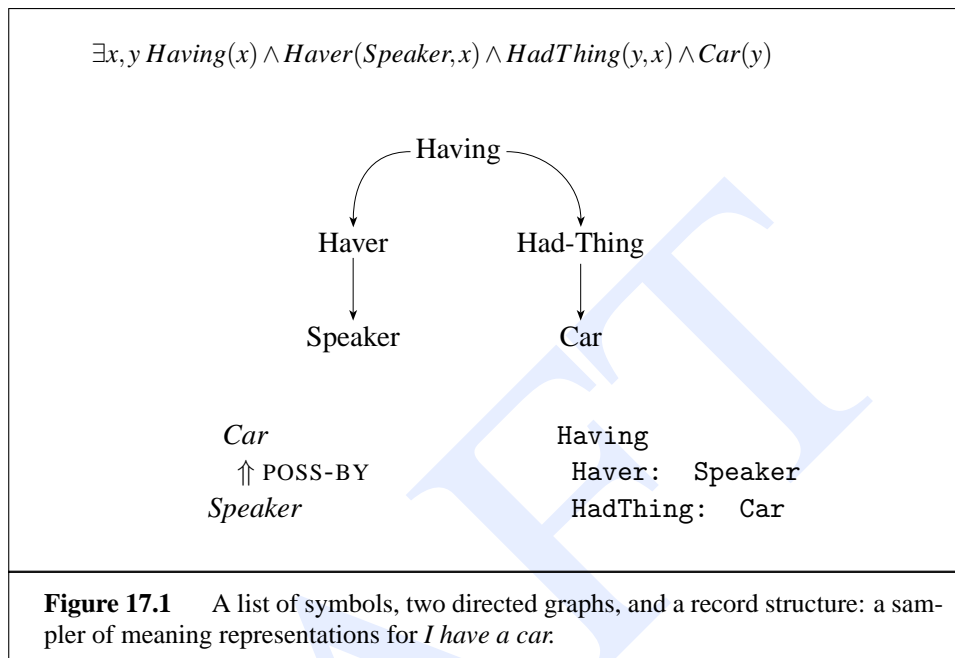 ∃x,y Having(x) ∧ Haver(Speaker,x) ∧ HadThing(y,x) ∧ Car(y)
Having
Haver Had-Thing
Speaker Car
Car
⇑ POSS-BY
Speaker
Having
Haver: Speaker
HadThing: Car
Figure 17.1 A list of symbols, two directed graphs, and a record structure: a sam-
pler of meaning representations for I have a car.